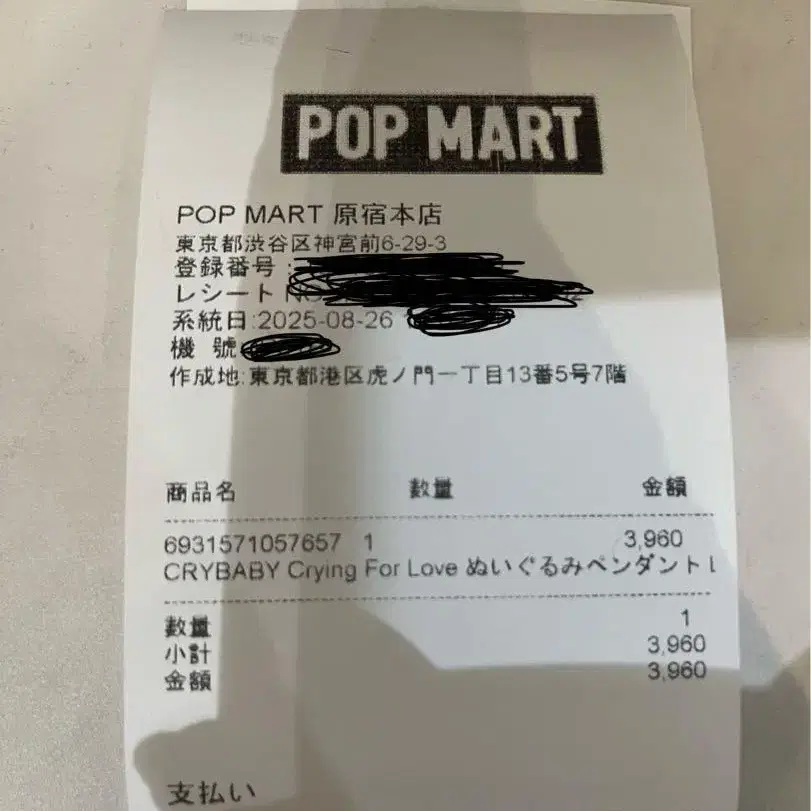 POP MART
POP MART 原宿本店
東京都渋谷区神宮前6-29-3
登録番号:
レシート
系統日:2025-08-26
機 號
作成地:東京都港区虎ノ門一丁目13番5号7階
商品名 数量 金額
6931571057657 1 3,960
CRYBABY Crying For Love ぬいぐるみペンダント
数量 1
小計 3,960
金額 3,960
支払い